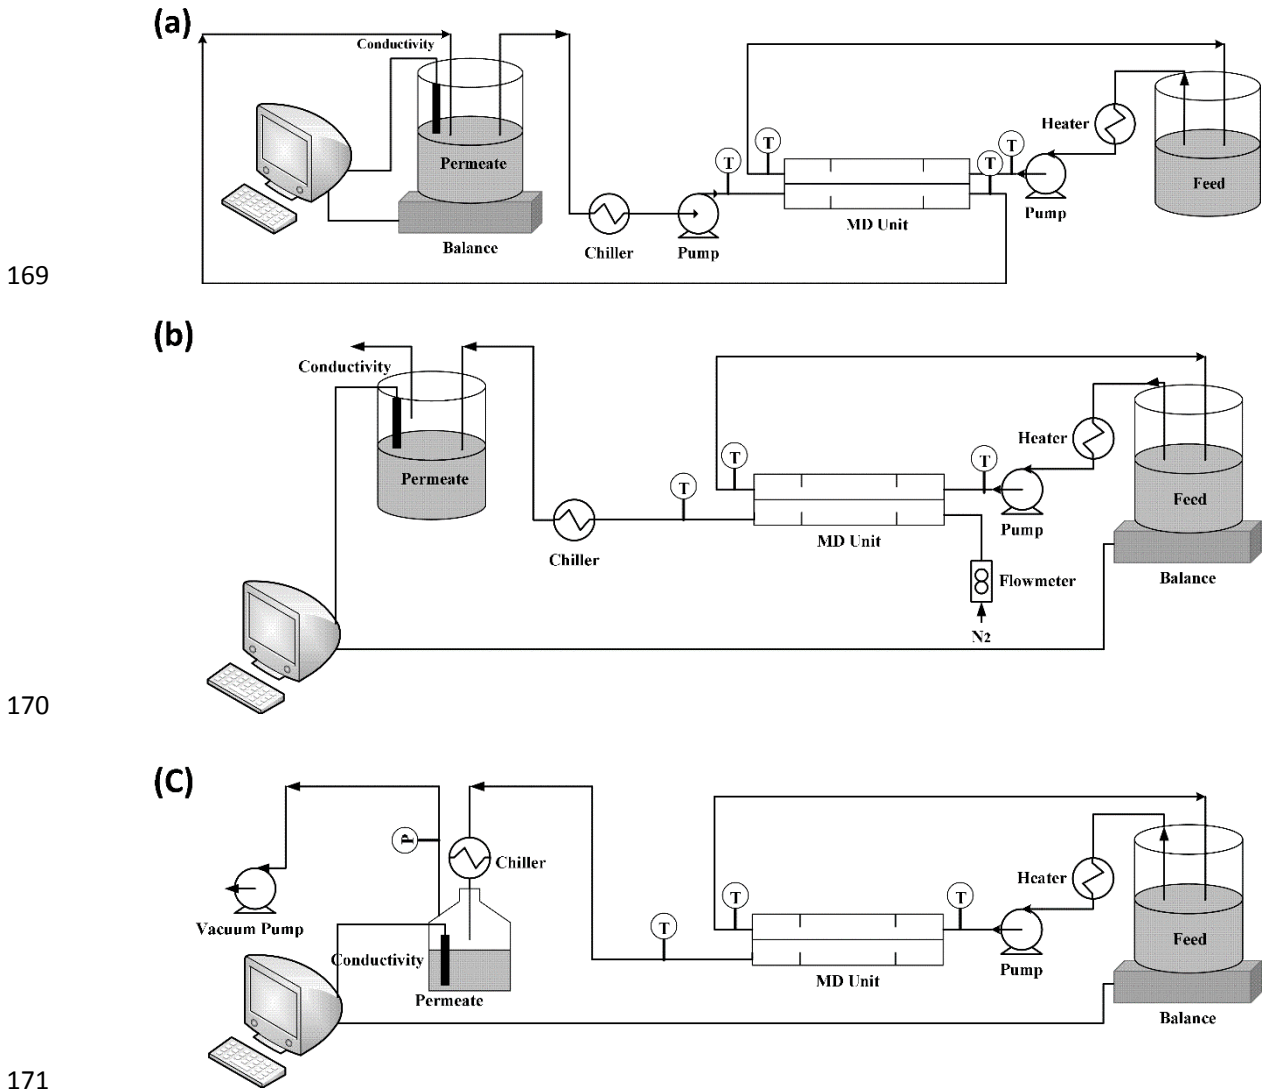 (a)
Conductivity
Permeate
Balance
Chiller
Pump
T
T
MD Unit
T
T
Pump
Heater
Feed
169
(b)
Conductivity
Permeate
Chiller
T
T
MD Unit
T
Pump
Heater
Feed
Balance
Flowmeter
N2
170
(C)
P
Chiller
Vacuum Pump
Conductivity
Permeate
T
T
MD Unit
T
Pump
Heater
Feed
Balance
171